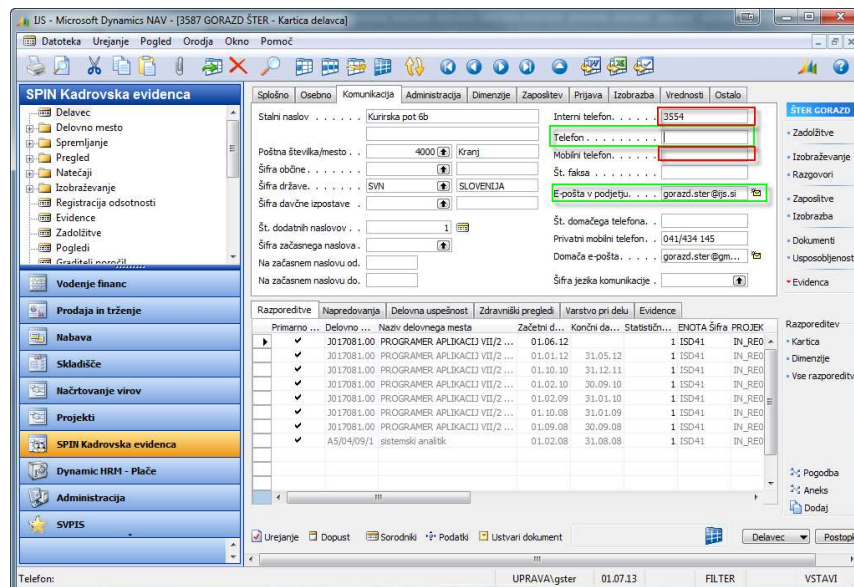 IJS - Microsoft Dynamics NAV - [3587 GORAZD ŠTER - Kartica delavca]
Datoteka Urejanje Pogled Orodja Okno Pomoč
SPIN Kadrovska evidenca
Delavec
Delovno mesto
Spremljanje
Pregled
Natečaji
Izobraževanje
Registracija odsotnosti
Evidence
Zadolžitve
Pogledi
Graditelj poročil
Vodenje financ
Prodaja in trženje
Nabava
Skladišče
Načrtovanje virov
Projekti
SPIN Kadrovska evidenca
Dynamic HRM - Plače
Administracija
SVPIS
Splošno Osebno Komunikacija Administracija Dimenzije Zaposlitev Prijava Izobrazba Vrednosti Ostalo
Stalni naslov . . . . . . Kurirska pot 6b
Poštna številka/mesto . . 4000 Kranj
Šifra občine. . . . . . .
Šifra države. . . . . . . SVN SLOVENIJA
Šifra davčne izpostave .
Št. dodatnih naslovov . . 1
Šifra začasnega naslova .
Na začasnem naslovu od.
Na začasnem naslovu do.
Interni telefon. . . . . . 3554
Telefon . . . . . . . . .
Mobilni telefon. . . . . .
Št. faksa . . . . . . . .
E-pošta v podjetju. . . . gorazd.ster@ijs.si
Št. domačega telefona. .
Privatni mobilni telefon. . 041/434 145
Domača e-pošta. . . . . gorazd.ster@gm...
Šifra jezika komunikacije .
Razporeditve Napredovanja Delovna uspešnost Zdravniški pregledi Varstvo pri delu Evidence
Primarno ... Delovno ... Naziv delovnega mesta Začetni d... Končni da... Statističn... ENOTA Šifra PROJEK
J017081.00 PROGRAMER APLIKACIJ VII/2 ... 01.06.12 1 ISD41 IN_REO
J017081.00 PROGRAMER APLIKACIJ VII/2 ... 01.01.12 31.05.12 1 ISD41 IN_REO
J017081.00 PROGRAMER APLIKACIJ VII/2 ... 01.10.10 31.12.11 1 ISD41 IN_REO
J017081.00 PROGRAMER APLIKACIJ VII/2 ... 01.02.10 30.09.10 1 ISD41 IN_REO
J017081.00 PROGRAMER APLIKACIJ VII/2 ... 01.02.09 31.01.10 1 ISD41 IN_REO
J017081.00 PROGRAMER APLIKACIJ VII/2 ... 01.10.08 31.01.09 1 ISD41 IN_REO
J017081.00 PROGRAMER APLIKACIJ VII/2 ... 01.09.08 30.09.08 1 ISD41 IN_REO
A5/04/09/1 sistemski analitik 01.02.08 31.08.08 1 ISD41 IN_REO
Urejanje Dopust Sorodniki Podatki Ustvari dokument
Delavec Postopk
ŠTER GORAZD
Zadolžitve
Izobraževanje
Razgovori
Zaposlitve
Izobrazba
Dokumenti
Usposobljenost
Evidenca
Razporeditev
Kartica
Dimenzije
Vse razporeditv
Pogodba
Aneks
Dodaj
Telefon: UPRAVA\gster 01.07.13 FILTER VSTAVI